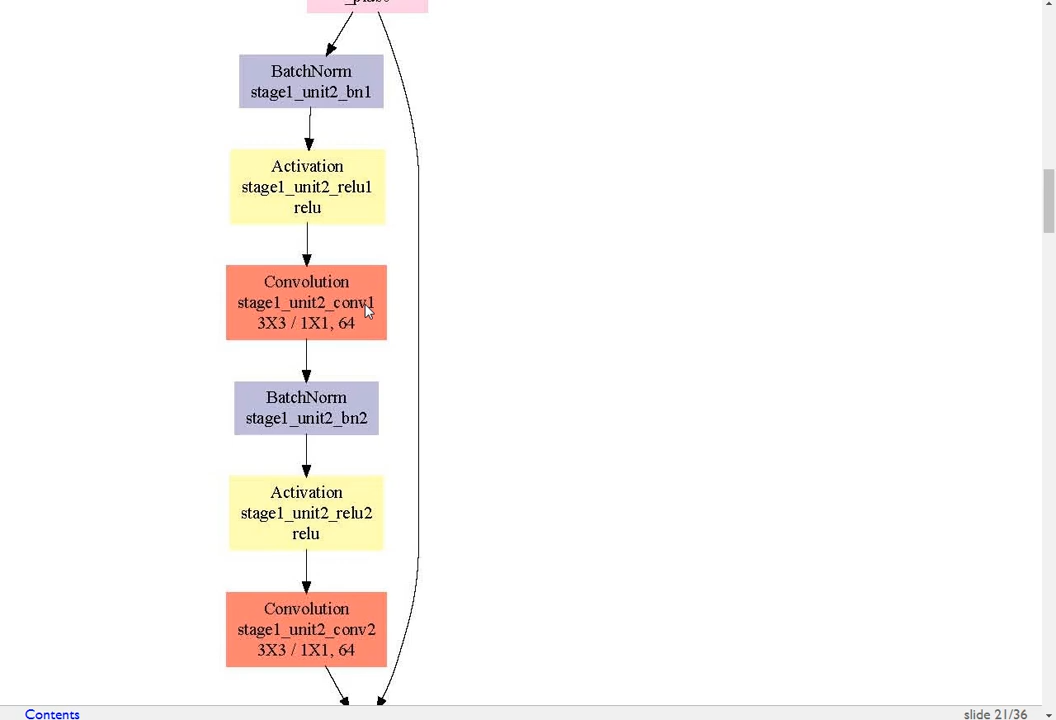 BatchNorm
stage1_unit2_bn1
Activation
stage1_unit2_relu1
relu
Convolution
stage1_unit2_conv1
3X3 / 1X1, 64
BatchNorm
stage1_unit2_bn2
Activation
stage1_unit2_relu2
relu
Convolution
stage1_unit2_conv2
3X3 / 1X1, 64
Contents
slide 21/36